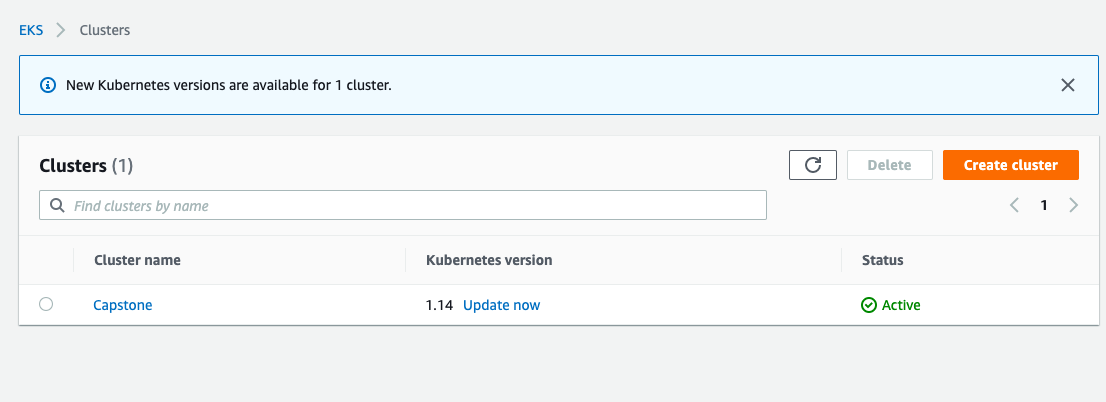 EKS > Clusters
New Kubernetes versions are available for 1 cluster.
Clusters (1)
Delete
Create cluster
Find clusters by name
1
Cluster name Kubernetes version Status
Capstone 1.14 Update now Active